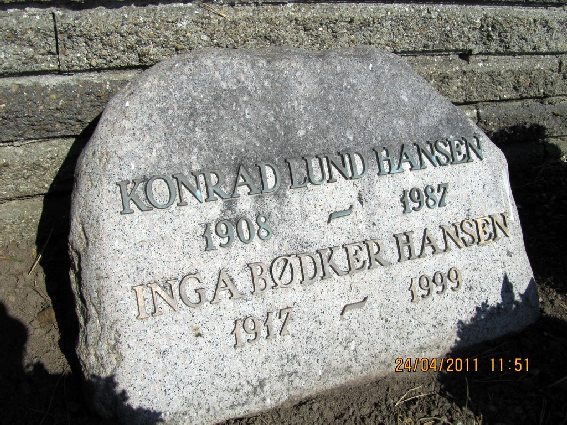 KONRAD LUND HANSEN
1908 ~ 1987
INGA BØDKER HANSEN
1917 ~ 1999
24/04/2011 11:51